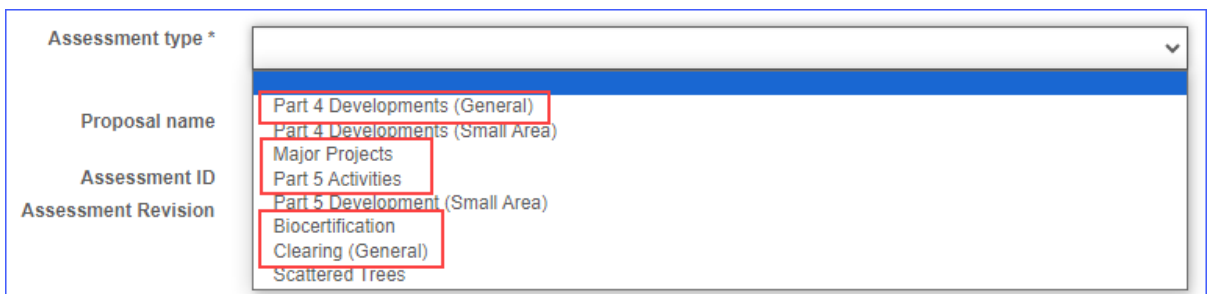 Assessment type *
Part 4 Developments (General)
Proposal name
Part 4 Developments (Small Area)
Major Projects
Assessment ID
Part 5 Activities
Assessment Revision
Part 5 Development (Small Area)
Biocertification
Clearing (General)
Scattered Trees